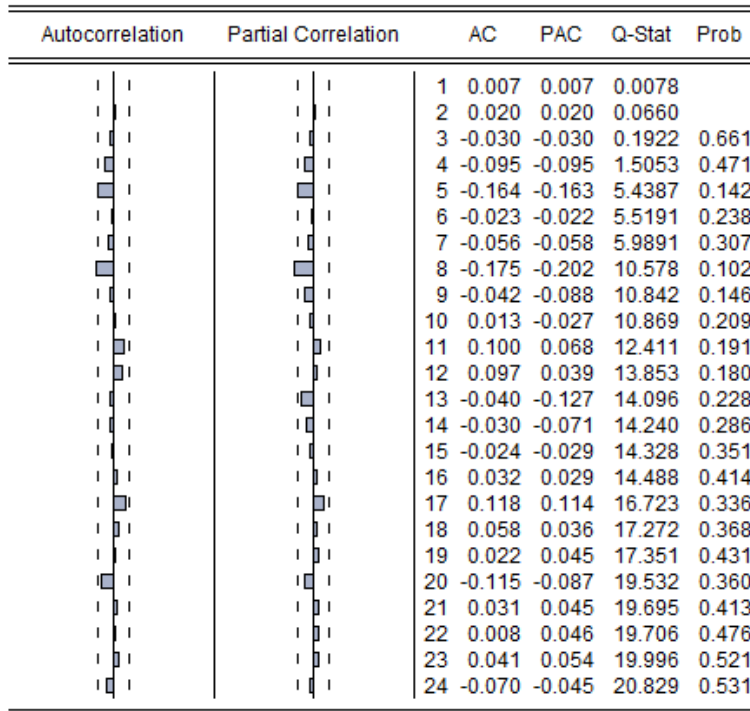 Autocorrelation Partial Correlation AC PAC Q-Stat Prob
1 0.007 0.007 0.0078
2 0.020 0.020 0.0660
3 -0.030 -0.030 0.1922 0.661
4 -0.095 -0.095 1.5053 0.471
5 -0.164 -0.163 5.4387 0.142
6 -0.023 -0.022 5.5191 0.238
7 -0.056 -0.058 5.9891 0.307
8 -0.175 -0.202 10.578 0.102
9 -0.042 -0.088 10.842 0.146
10 0.013 -0.027 10.869 0.209
11 0.100 0.068 12.411 0.191
12 0.097 0.039 13.853 0.180
13 -0.040 -0.127 14.096 0.228
14 -0.030 -0.071 14.240 0.286
15 -0.024 -0.029 14.328 0.351
16 0.032 0.029 14.488 0.414
17 0.118 0.114 16.723 0.336
18 0.058 0.036 17.272 0.368
19 0.022 0.045 17.351 0.431
20 -0.115 -0.087 19.532 0.360
21 0.031 0.045 19.695 0.413
22 0.008 0.046 19.706 0.476
23 0.041 0.054 19.996 0.521
24 -0.070 -0.045 20.829 0.531